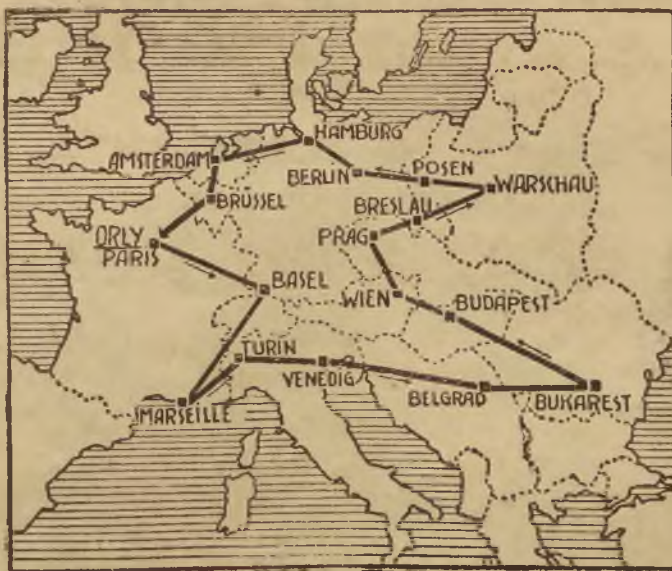 HAMBURG
AMSTERDAM
BERLIN
POSEN
WARSCHAU
BRÜSSEL
BRESLAU
ORLY
PARIS
PRAG
BASEL
WIEN
BUDAPEST
TURIN
VENEDIG
BELGRAD
BUKAREST
MARSEILLE